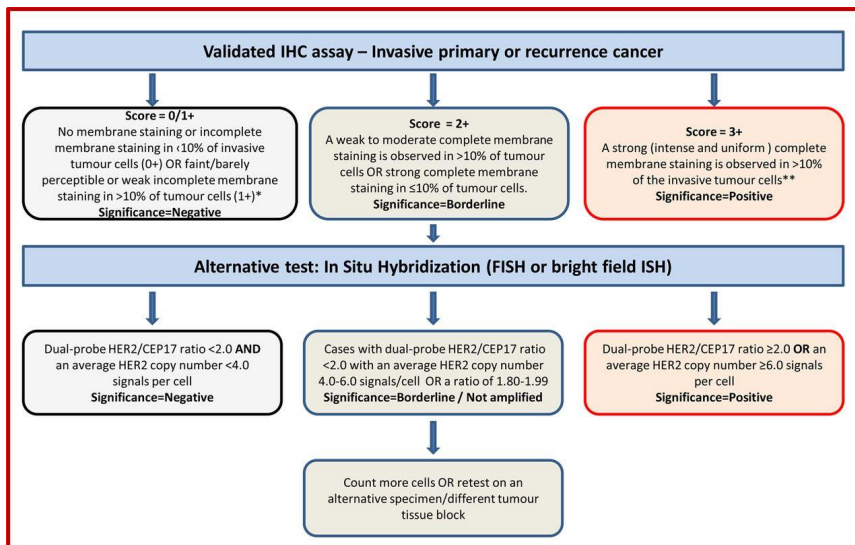 Validated IHC assay – Invasive primary or recurrence cancer
Score = 0/1+
No membrane staining or incomplete
membrane staining in ‹10% of invasive
tumour cells (0+) OR faint/barely
perceptible or weak incomplete membrane
staining in >10% of tumour cells (1+)*
Significance=Negative
Score = 2+
A weak to moderate complete membrane
staining is observed in >10% of tumour
cells OR strong complete membrane
staining in ≤10% of tumour cells.
Significance=Borderline
Score = 3+
A strong (intense and uniform ) complete
membrane staining is observed in >10%
of the invasive tumour cells**
Significance=Positive
Alternative test: In Situ Hybridization (FISH or bright field ISH)
Dual-probe HER2/CEP17 ratio <2.0 AND
an average HER2 copy number <4.0
signals per cell
Significance=Negative
Cases with dual-probe HER2/CEP17 ratio
<2.0 with an average HER2 copy number
4.0-6.0 signals/cell OR a ratio of 1.80-1.99
Significance=Borderline / Not amplified
Dual-probe HER2/CEP17 ratio ≥2.0 OR an
average HER2 copy number ≥6.0 signals
per cell
Significance=Positive
Count more cells OR retest on an
alternative specimen/different tumour
tissue block